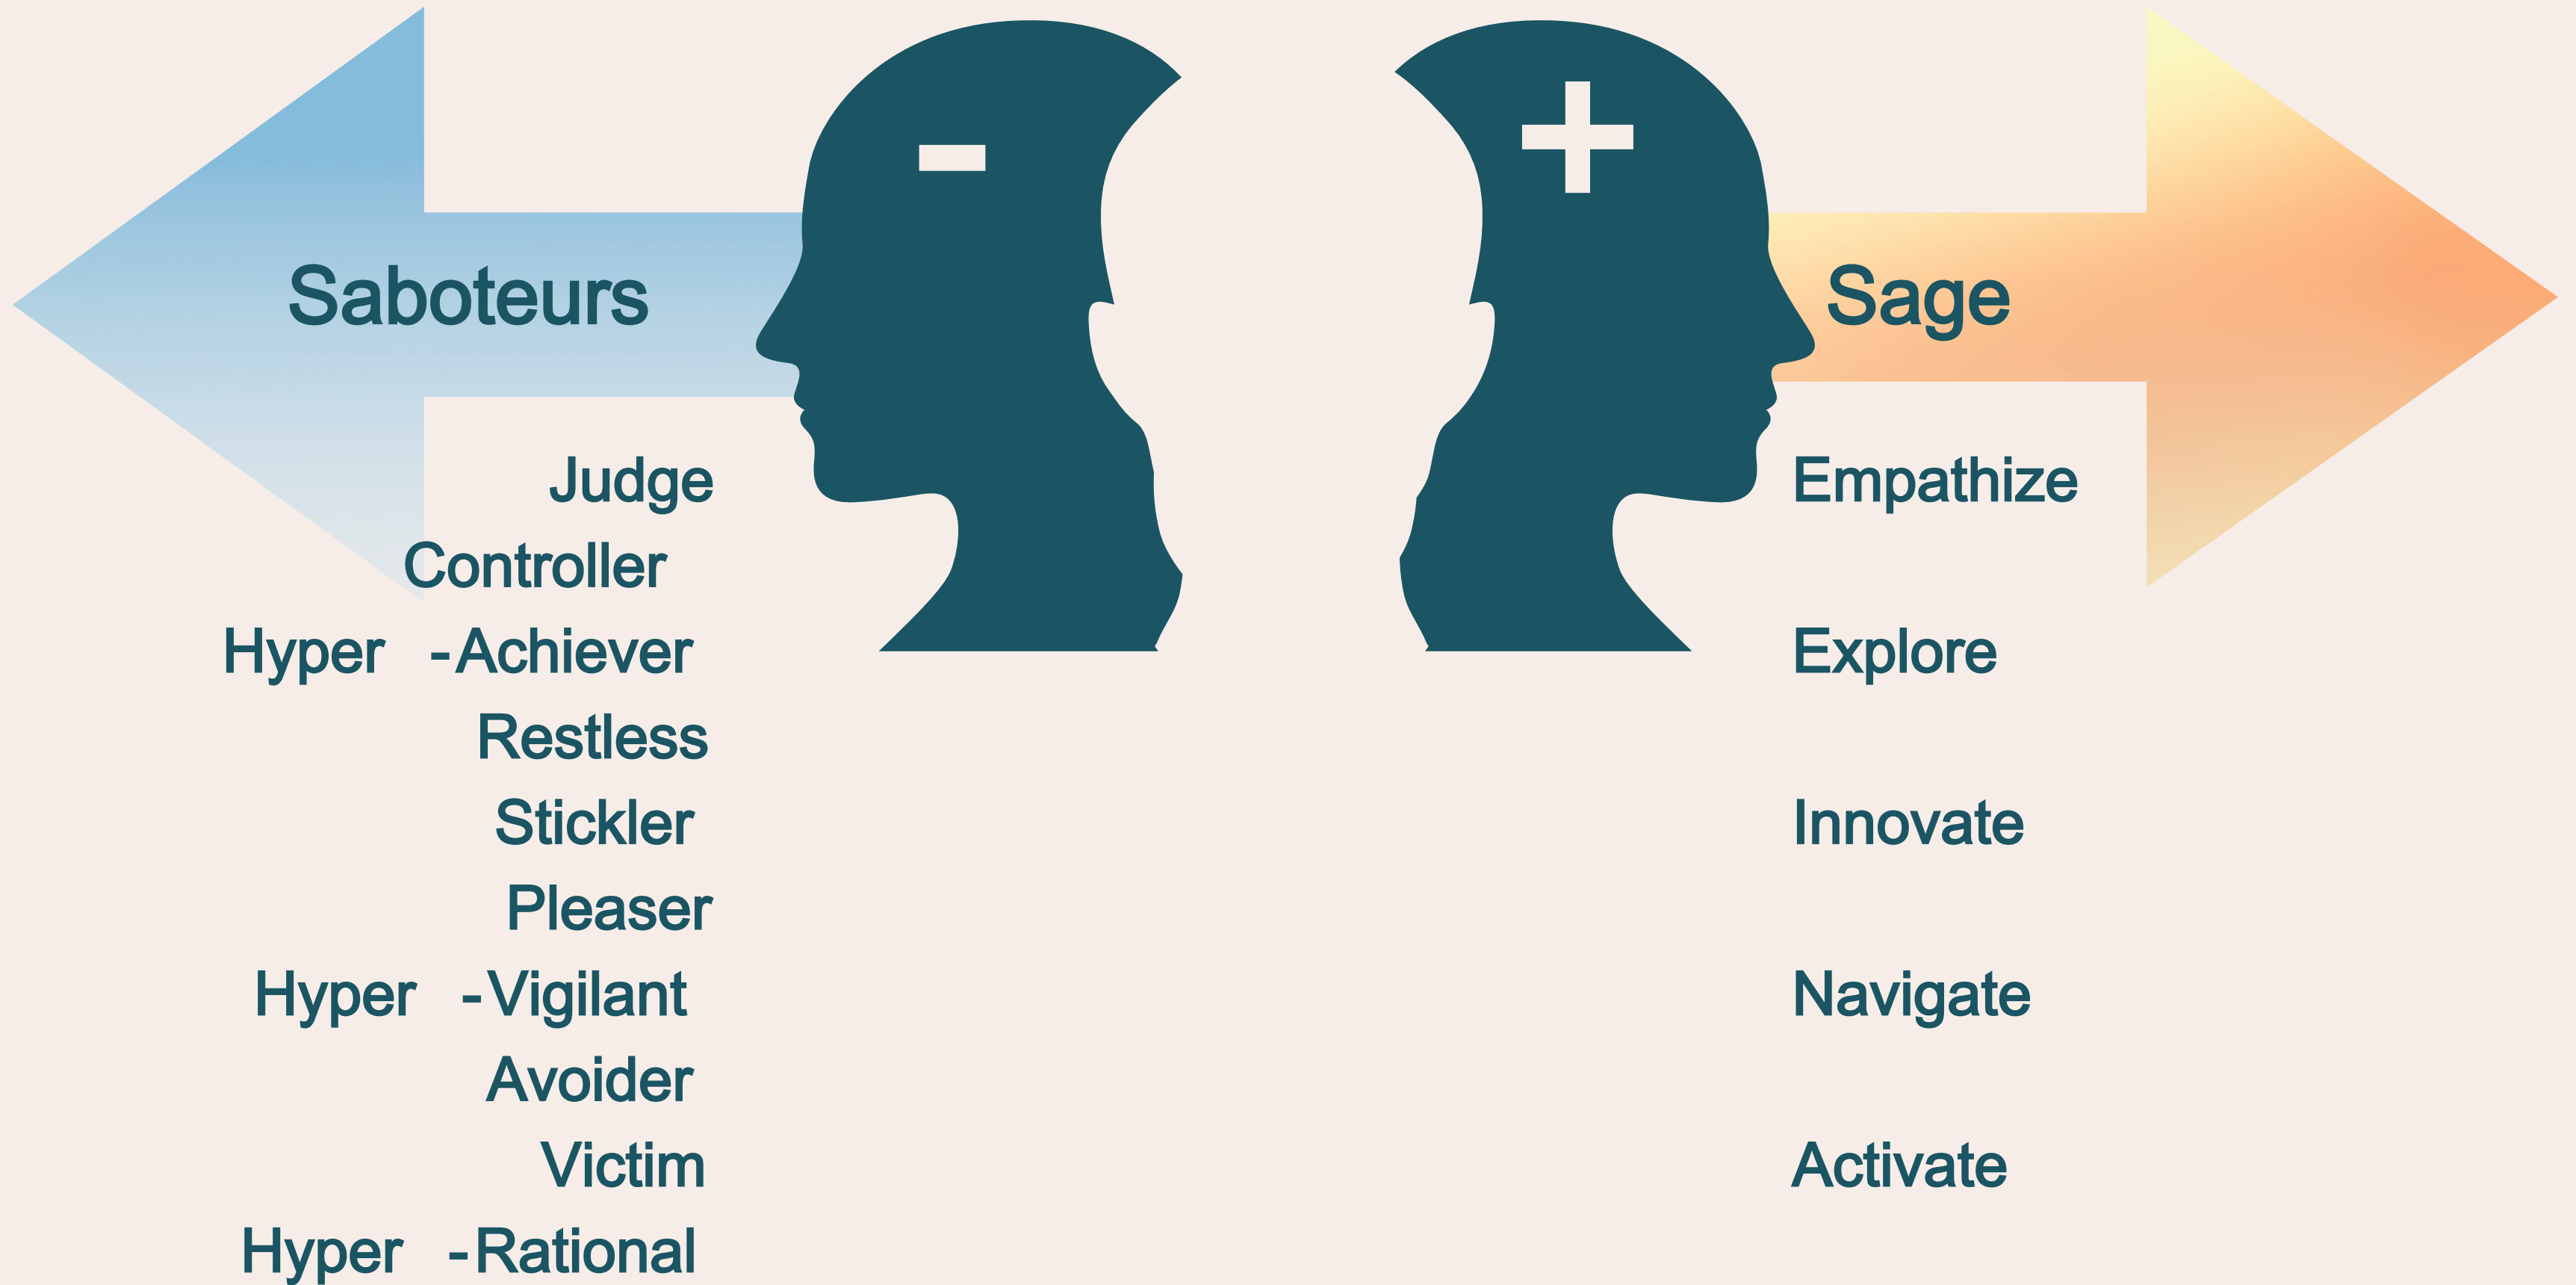 -
+
Saboteurs
Sage
Judge
Controller
Hyper -Achiever
Restless
Stickler
Pleaser
Hyper -Vigilant
Avoider
Victim
Hyper -Rational
Empathize
Explore
Innovate
Navigate
Activate